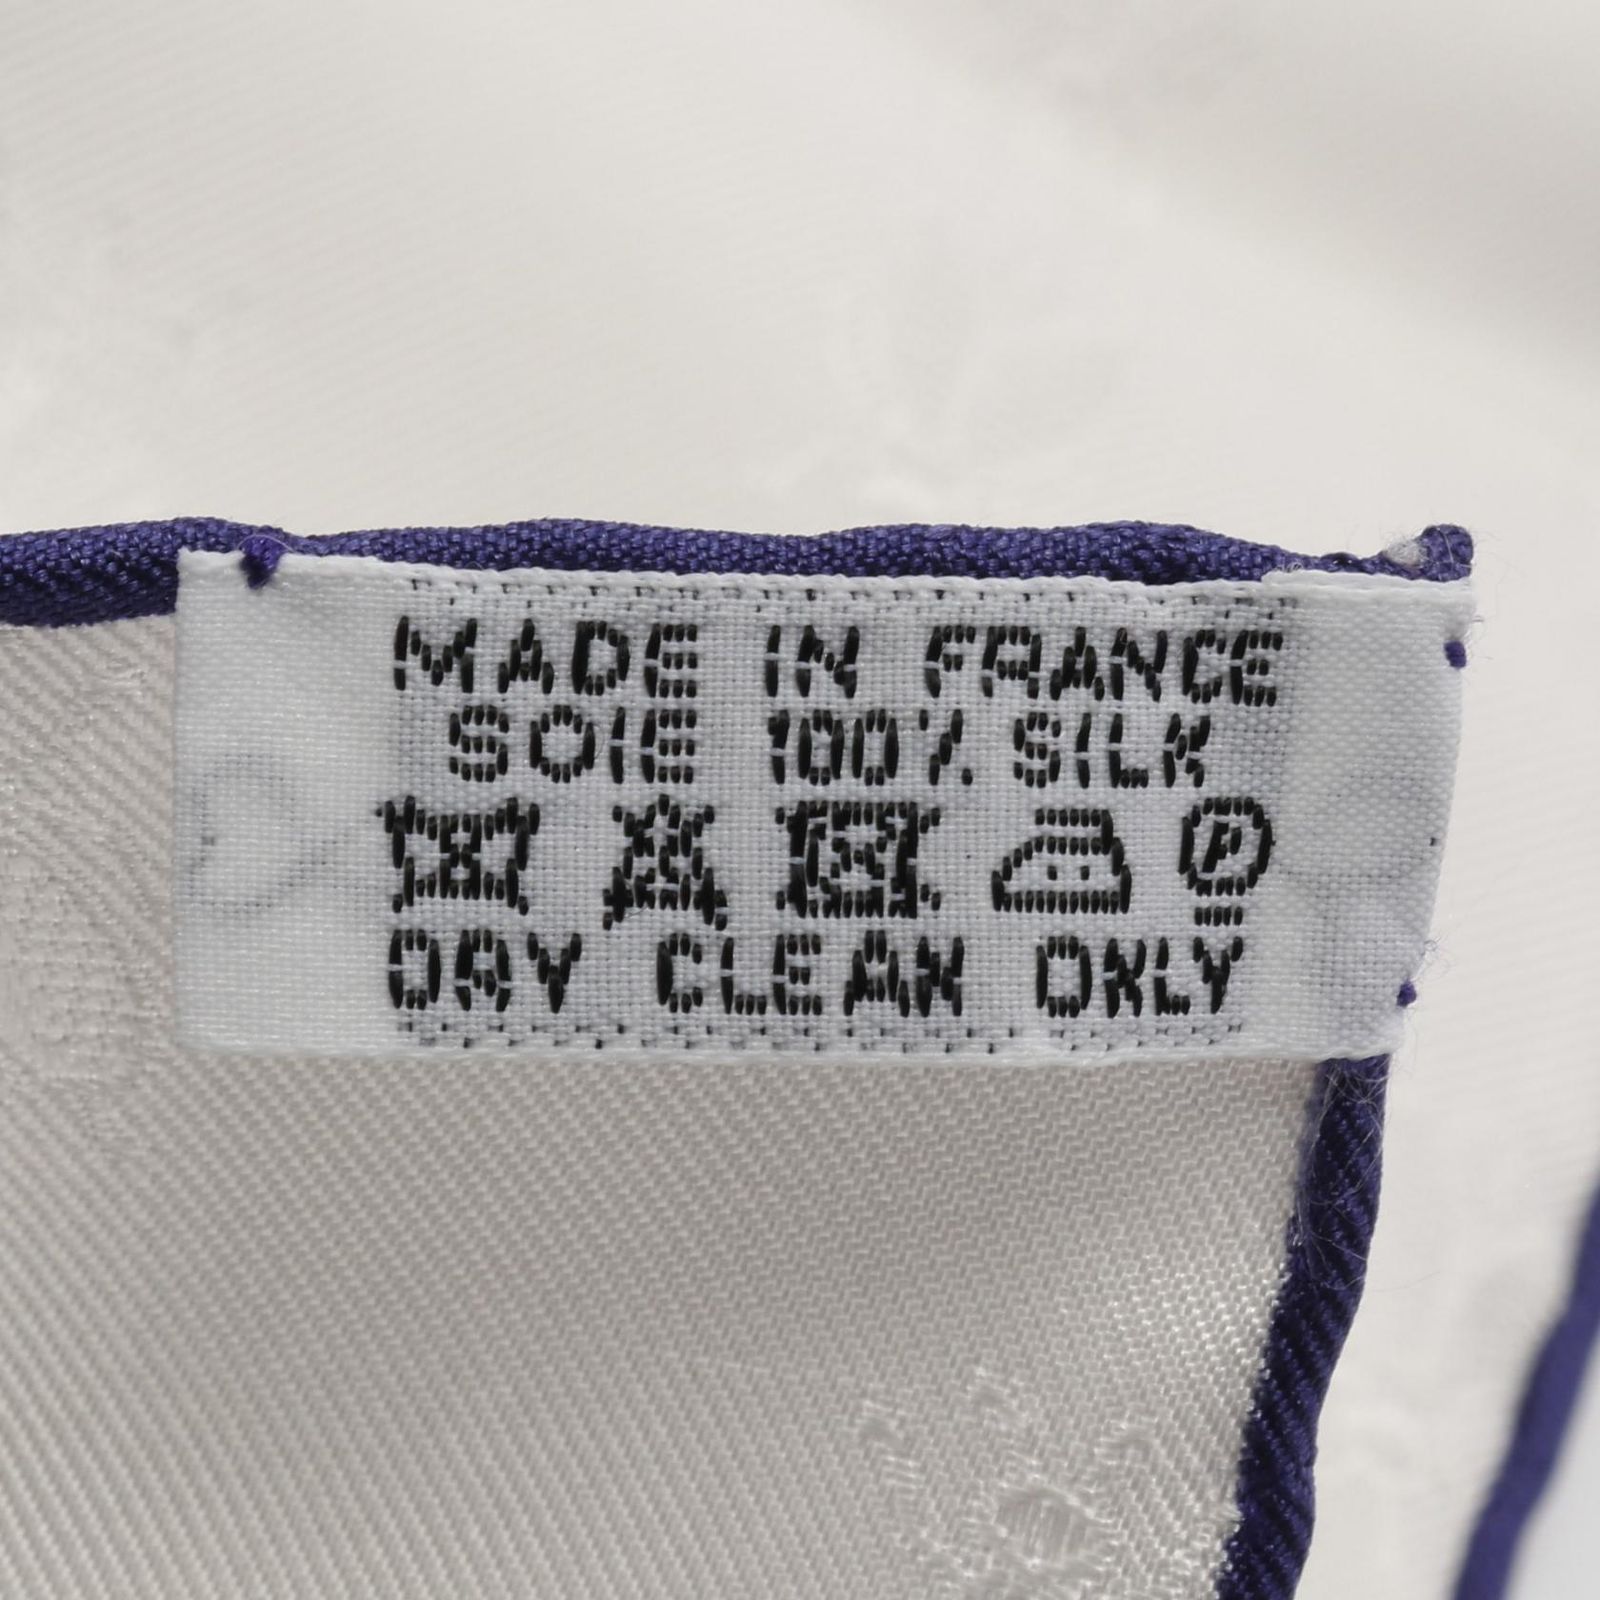 MADE IN FRANCE
SOIE 100% SILK
P
DRY CLEAN ONLY